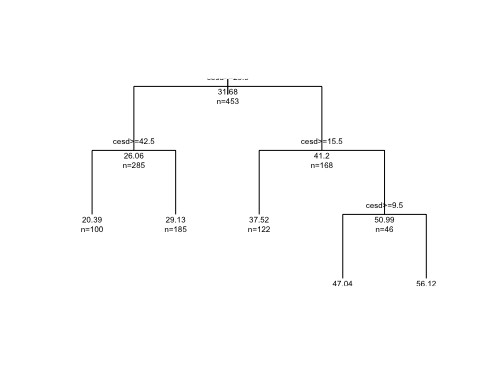 31.68
n=453
cesd>=42.5
cesd>=15.5
26.06
n=285
41.2
n=168
cesd>=9.5
20.39
n=100
29.13
n=185
37.52
n=122
50.99
n=46
47.04
56.12